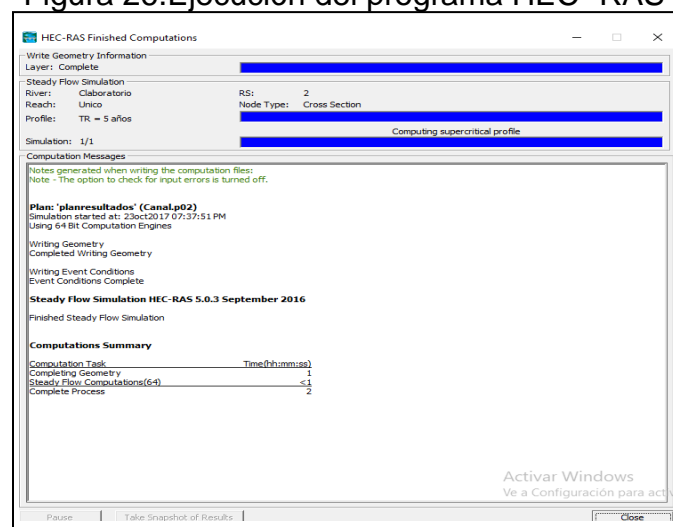 Figura 26.Ejecución del programa HEC- RAS
HEC-RAS Finished Computations
Write Geometry Information
Layer: Complete
Steady Flow Simulation
River: Claboratorio RS: 2
Reach: Unico Node Type: Cross Section
Profile: TR = 5 años
Computing supercritical profile
Simulation: 1/1
Computation Messages
Notes generated when writing the computation files:
Note - The option to check for input errors is turned off.
Plan: 'planresultados' (Canal.p02)
Simulation started at: 23oct2017 07:37:51 PM
Using 64 Bit Computation Engines
Writing Geometry
Completed Writing Geometry
Writing Event Conditions
Event Conditions Complete
Steady Flow Simulation HEC-RAS 5.0.3 September 2016
Finished Steady Flow Simulation
Computations Summary
Computation Task Time(hh:mm:ss)
Completing Geometry 1
Steady Flow Computations(64) <1
Complete Process 2
Activar Windows
Ve a Configuración para activ
Pause Take Snapshot of Results Close